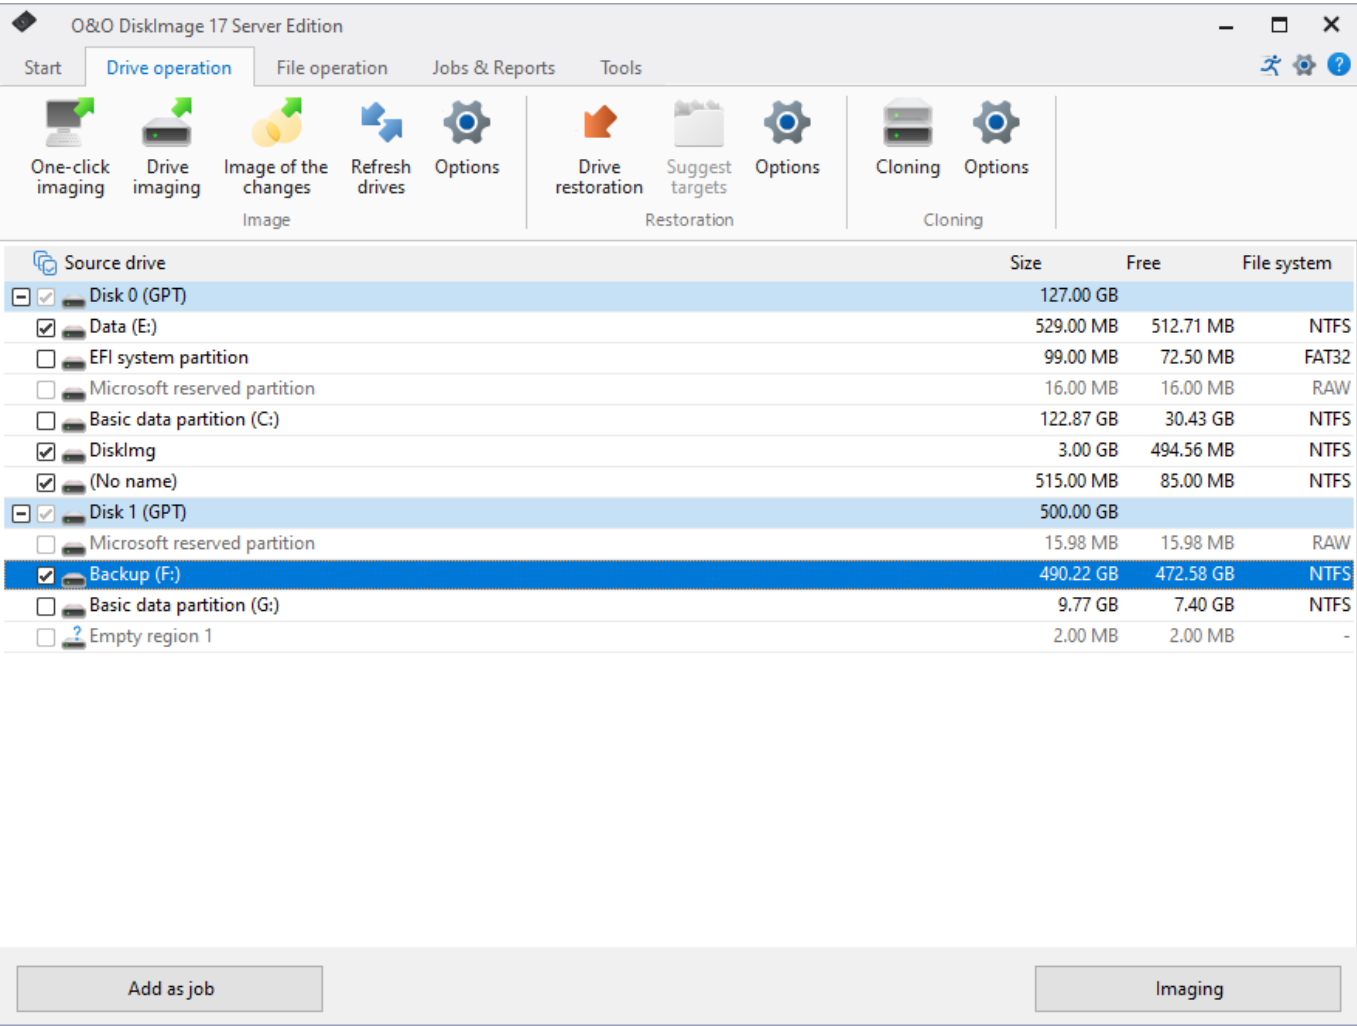 O&O DiskImage 17 Server Edition
Start Drive operation File operation Jobs & Reports Tools
?
One-click imaging
Drive imaging
Image of the changes
Refresh drives
Options
Image
Drive restoration
Suggest targets
Options
Restoration
Cloning
Options
Cloning
Source drive Size Free File system
Disk 0 (GPT) 127.00 GB
Data (E:) 529.00 MB 512.71 MB NTFS
EFI system partition 99.00 MB 72.50 MB FAT32
Microsoft reserved partition 16.00 MB 16.00 MB RAW
Basic data partition (C:) 122.87 GB 30.43 GB NTFS
DiskImg 3.00 GB 494.56 MB NTFS
(No name) 515.00 MB 85.00 MB NTFS
Disk 1 (GPT) 500.00 GB
Microsoft reserved partition 15.98 MB 15.98 MB RAW
Backup (F:) 490.22 GB 472.58 GB NTFS
Basic data partition (G:) 9.77 GB 7.40 GB NTFS
Empty region 1 2.00 MB 2.00 MB -
Add as job Imaging